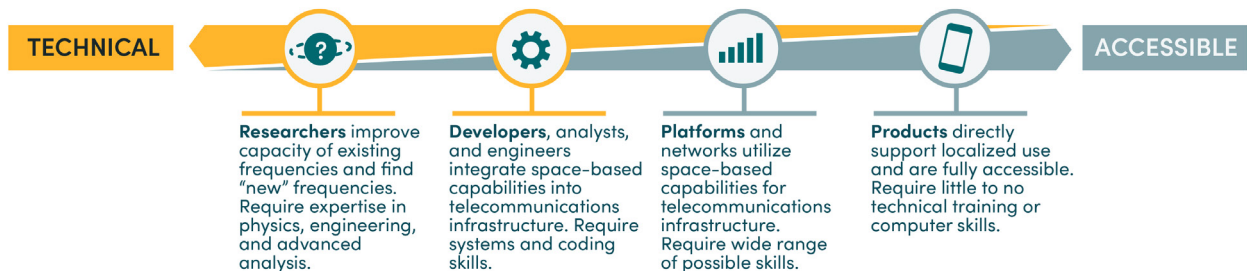 TECHNICAL
?
ACCESSIBLE
Researchers improve
capacity of existing
frequencies and find
“new” frequencies.
Require expertise in
physics, engineering,
and advanced
analysis.
Developers, analysts,
and engineers
integrate space-based
capabilities into
telecommunications
infrastructure. Require
systems and coding
skills.
Platforms and
networks utilize
space-based
capabilities for
telecommunications
infrastructure.
Require wide range
of possible skills.
Products directly
support localized use
and are fully accessible.
Require little to no
technical training or
computer skills.